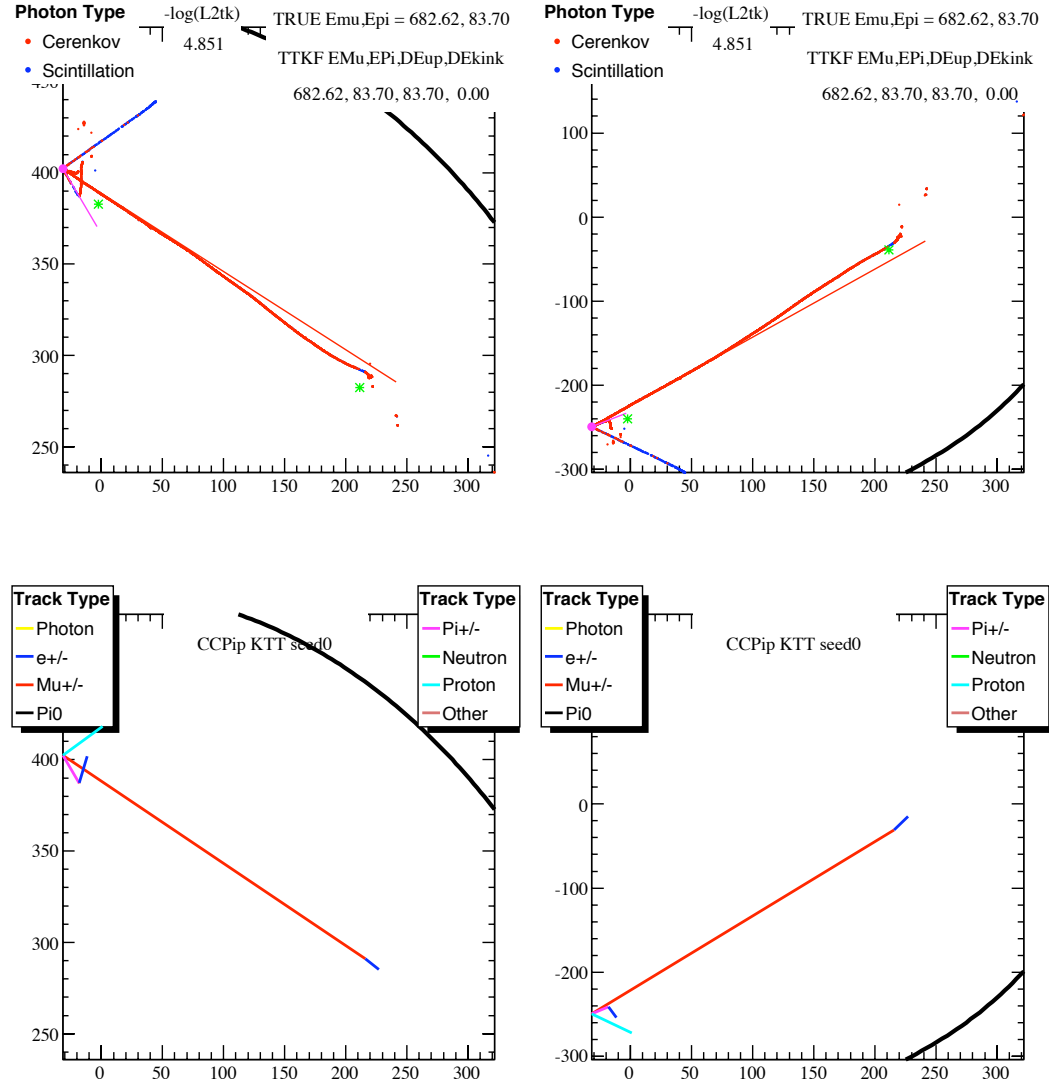 Photon Type
Cerenkov
Scintillation
-log(L2tk)
4.851
TRUE Emu,Epi = 682.62, 83.70
TTKF EMu,EPi,DEup,DEkink
682.62, 83.70, 83.70, 0.00
400
350
300
250
0 50 100 150 200 250 300
Photon Type
Cerenkov
Scintillation
-log(L2tk)
4.851
TRUE Emu,Epi = 682.62, 83.70
TTKF EMu,EPi,DEup,DEkink
682.62, 83.70, 83.70, 0.00
100
0
-100
-200
-300
0 50 100 150 200 250 300
Track Type
Photon
e+/-
Mu+/-
Pi0
CCPip KTT seed0
Track Type
Pi+/-
Neutron
Proton
Other
400
350
300
250
0 50 100 150 200 250 300
Track Type
Photon
e+/-
Mu+/-
Pi0
CCPip KTT seed0
Track Type
Pi+/-
Neutron
Proton
Other
0
-100
-200
-300
0 50 100 150 200 250 300